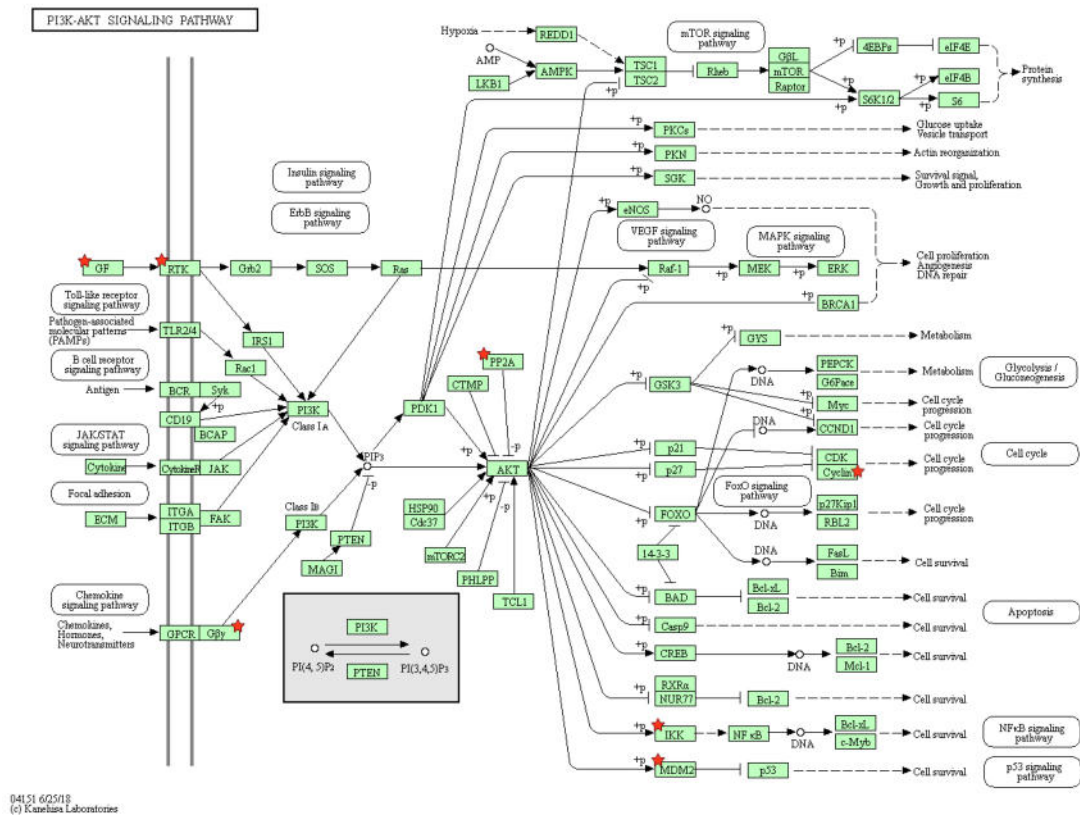 PI3K-AKT SIGNALING PATHWAY
Hypoxia
REDD1
mTOR signaling
pathway
+p
4EBPs
eIF4E
AMP
LKB1
AMPK
TSC1
TSC2
+p
Rheb
GβL
mTOR
Raptor
+p
S6K1/2
+p
eIF4B
+p
S6
Protein
synthesis
+p
PKCs
Glucose uptake
Vesicle transport
+p
PKN
Actin reorganization
+p
SGK
Survival signal,
Growth and proliferation
Insulin signaling
pathway
ErbB signaling
pathway
+p
eNOS
NO
VEGF signaling
pathway
MAPK signaling
pathway
GF
RTK
Grb2
SOS
Ras
Raf-1
+p
+p
MEK
+p
ERK
+p
BRCA1
Cell proliferation
Angiogenesis
DNA repair
Toll-like receptor
signaling pathway
Pathogen-associated
molecular patterns
(PAMPs)
TLR2/4
IRS1
Rac1
B cell receptor
signaling pathway
Antigen
BCR
Syk
+p
CD19
BCAP
PI3K
Class IA
PDK1
CTMP
PP2A
+p
GSK3
+p
GYS
Metabolism
DNA
PEPCK
G6Pace
Metabolism
Glycolysis /
Gluconeogenesis
+p
Myc
Cell cycle
progression
+p
DNA
CCND1
Cell cycle
progression
JAK/STAT
signaling pathway
Cytokine
CytokineR
JAK
PIP3
-p
+p
-p
AKT
+p
p21
+p
p27
CDK
Cyclin
Cell cycle
progression
Cell cycle
Focal adhesion
ECM
ITGA
ITGB
FAK
Class IB
PI3K
PTEN
MAGI
HSP90
Cdc37
+p
-p
mTORC2
PHLPP
TCL1
FoxO signaling
pathway
+p
FOXO
DNA
p27Kip1
RBL2
Cell cycle
progression
14-3-3
DNA
FasL
Bim
Cell survival
+p
BAD
Bcl-xL
Bcl-2
Cell survival
Apoptosis
+p
Casp9
Cell survival
Chemokine
signaling pathway
Chemokines,
Hormones,
Neurotransmitters
GPCR
Gβγ
PI3K
PI(4, 5)P2
PI(3,4,5)P3
PTEN
+p
CREB
DNA
Bcl-2
Mcl-1
Cell survival
+p
RXRα
NUR77
Bcl-2
Cell survival
+p
IKK
NFκB
DNA
Bcl-xL
c-Myb
Cell survival
NFκB signaling
pathway
+p
MDM2
p53
Cell survival
p53 signaling
pathway
04151 6/25/18
(c) Kanehisa Laboratories